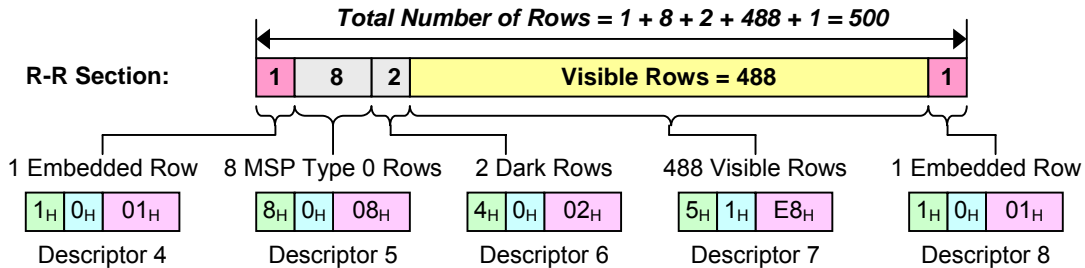 Total Number of Rows = 1 + 8 + 2 + 488 + 1 = 500
R-R Section: 1 8 2 Visible Rows = 488 1
1 Embedded Row 8 MSP Type 0 Rows 2 Dark Rows 488 Visible Rows 1 Embedded Row
1H 0H 01H 8H 0H 08H 4H 0H 02H 5H 1H E8H 1H 0H 01H
Descriptor 4 Descriptor 5 Descriptor 6 Descriptor 7 Descriptor 8